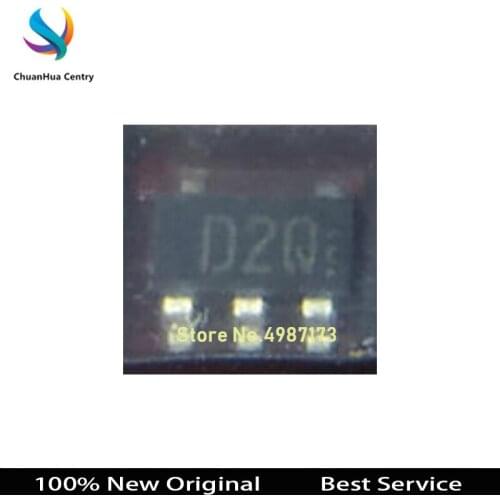 ChuanHua Centry
D2Q
Store No.4987173
100% New Original Best Service